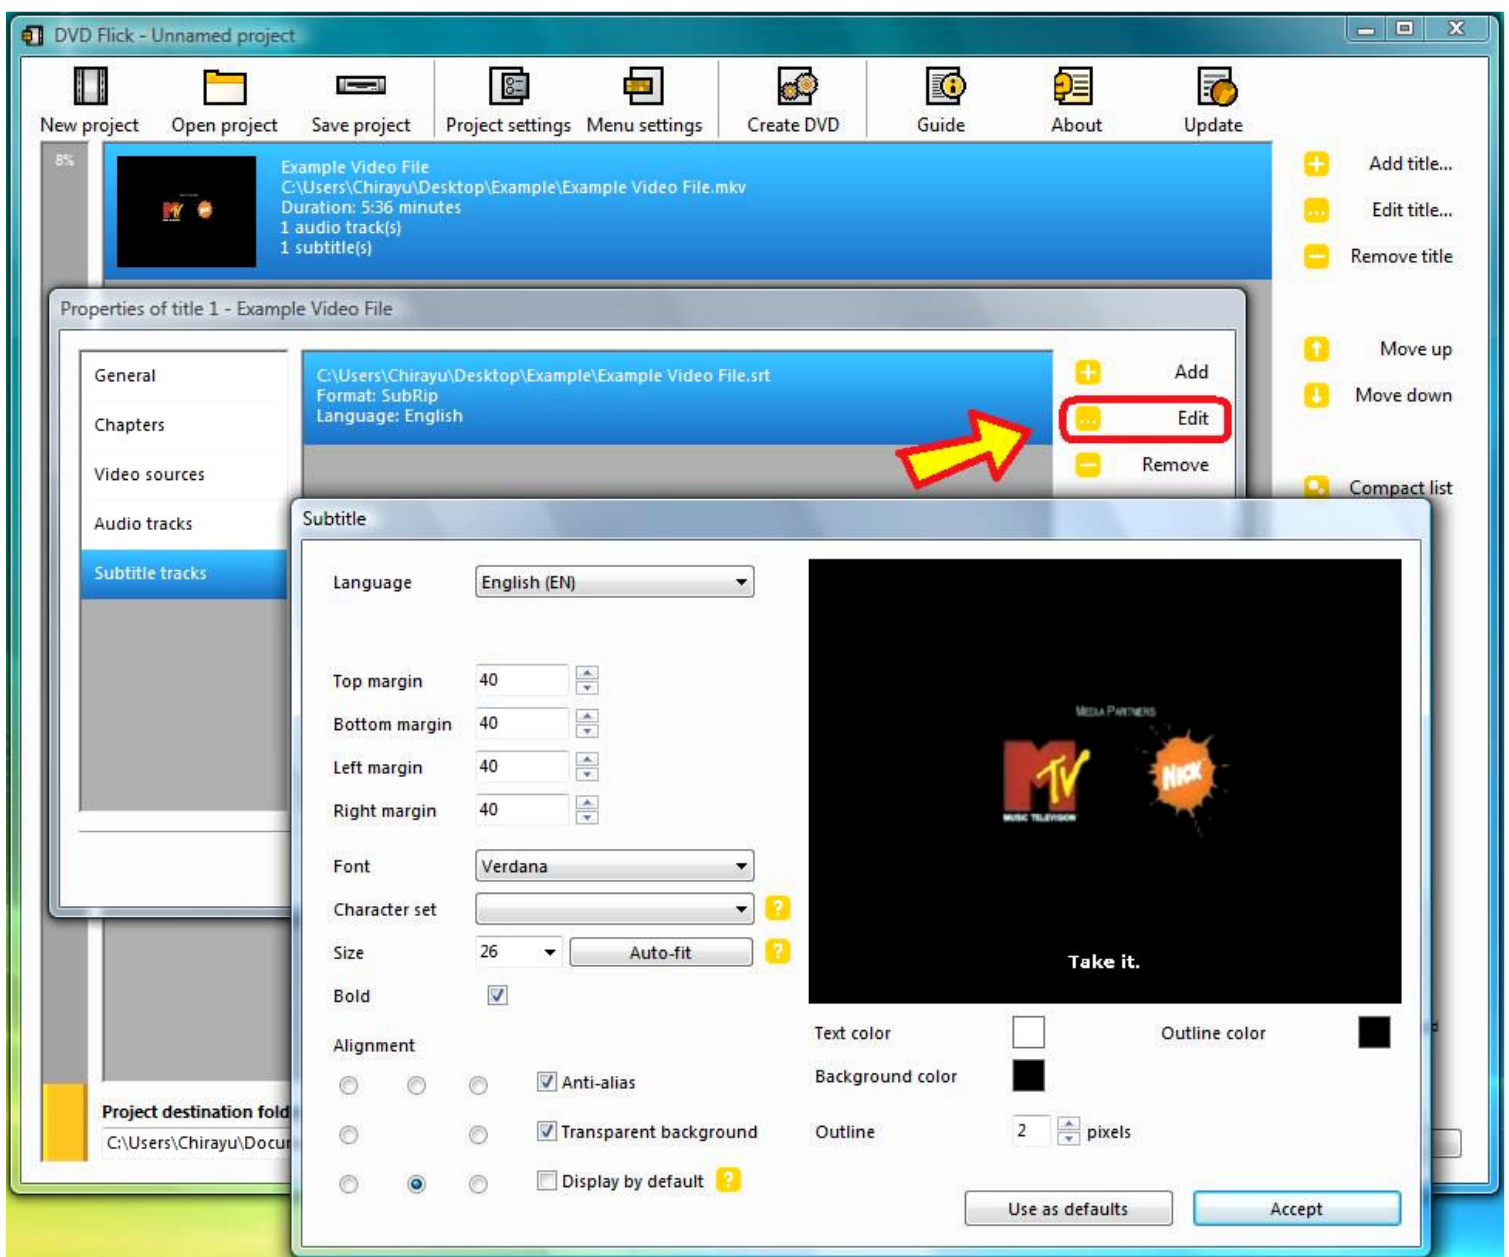 DVD Flick - Unnamed project
New project
Open project
Save project
Project settings
Menu settings
Create DVD
Guide
About
Update
8%
Example Video File
C:\Users\Chirayu\Desktop\Example\Example Video File.mkv
Duration: 5:36 minutes
1 audio track(s)
1 subtitle(s)
Add title...
Edit title...
Remove title
Move up
Move down
Compact list
Properties of title 1 - Example Video File
General
Chapters
Video sources
Audio tracks
Subtitle tracks
C:\Users\Chirayu\Desktop\Example\Example Video File.srt
Format: SubRip
Language: English
Add
Edit
Remove
Subtitle
Language English (EN)
Top margin 40
Bottom margin 40
Left margin 40
Right margin 40
Font Verdana
Character set
Size 26 Auto-fit
Bold
Alignment
Anti-alias
Transparent background
Display by default
MEDIA PARTNERS
MTV
MUSIC TELEVISION
NICK
Take it.
Text color
Outline color
Background color
Outline 2 pixels
Use as defaults
Accept
Project destination fold
C:\Users\Chirayu\Docu